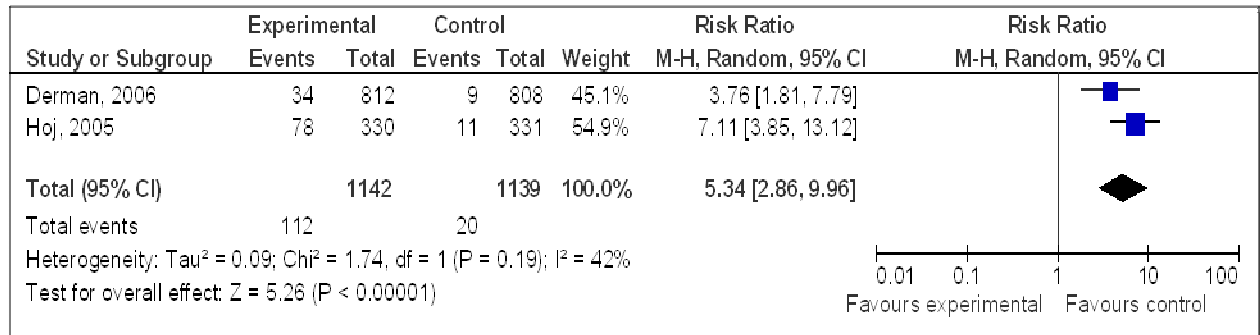 Experimental Control Risk Ratio Risk Ratio
Study or Subgroup Events Total Events Total Weight M-H, Random, 95% CI M-H, Random, 95% CI
Derman, 2006 34 812 9 808 45.1% 3.76 [1.81, 7.79]
Hoj, 2005 78 330 11 331 54.9% 7.11 [3.85, 13.12]
Total (95% CI) 1142 1139 100.0% 5.34 [2.86, 9.96]
Total events 112 20
Heterogeneity: Tau² = 0.09; Chi² = 1.74, df = 1 (P = 0.19); I² = 42%
Test for overall effect: Z = 5.26 (P < 0.00001)
0.01 0.1 1 10 100
Favours experimental Favours control